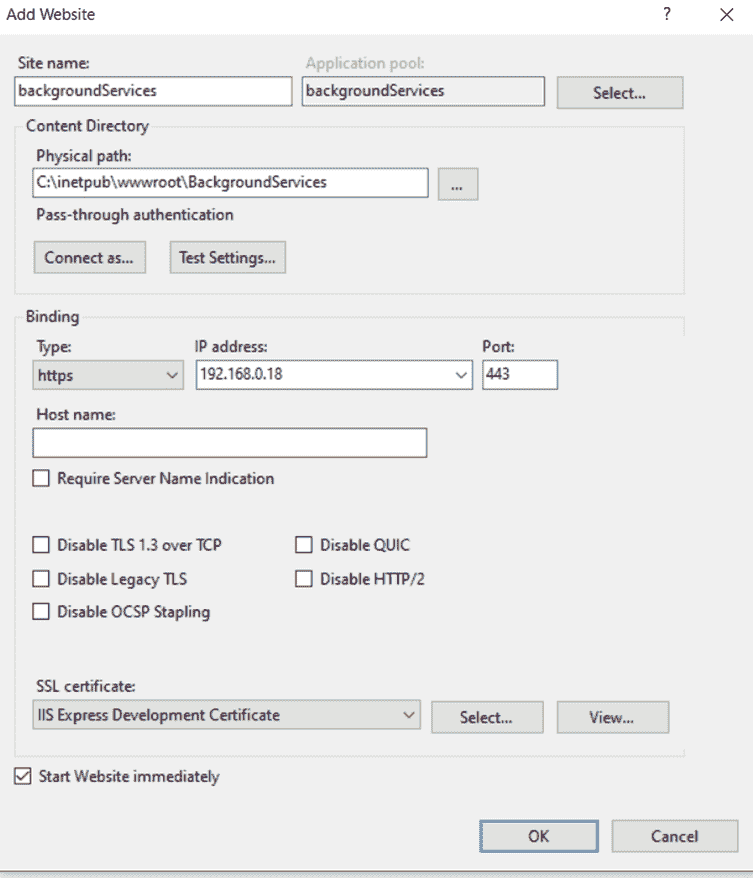 Add Website
?
Site name:
Application pool:
backgroundServices
backgroundServices
Select...
Content Directory
Physical path:
C:\inetpub\wwwroot\BackgroundServices
...
Pass-through authentication
Connect as...
Test Settings...
Binding
Type:
IP address:
Port:
https
192.168.0.18
443
Host name:
Require Server Name Indication
Disable TLS 1.3 over TCP
Disable QUIC
Disable Legacy TLS
Disable HTTP/2
Disable OCSP Stapling
SSL certificate:
IIS Express Development Certificate
Select...
View...
Start Website immediately
OK
Cancel